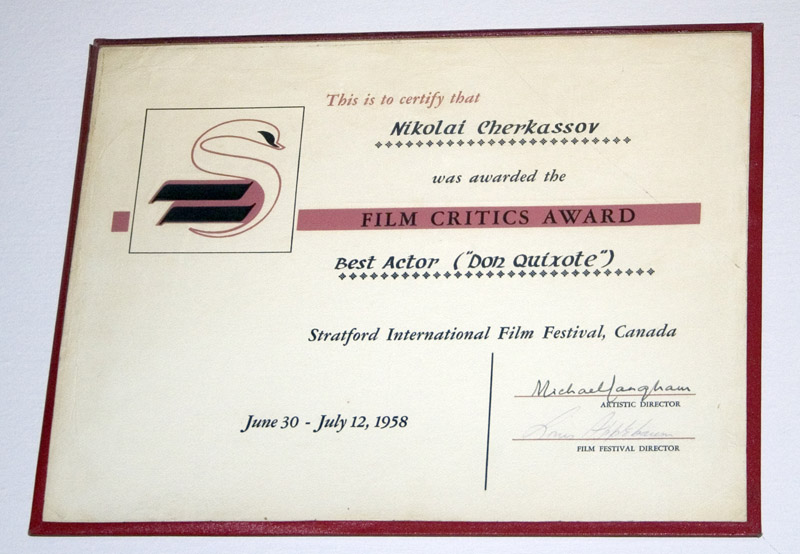 This is to certify that
Nikolai Cherkassov
was awarded the
FILM CRITICS AWARD
Best Actor ("Don Quixote")
Stratford International Film Festival, Canada
June 30 - July 12, 1958
Michael Langham
ARTISTIC DIRECTOR
FILM FESTIVAL DIRECTOR